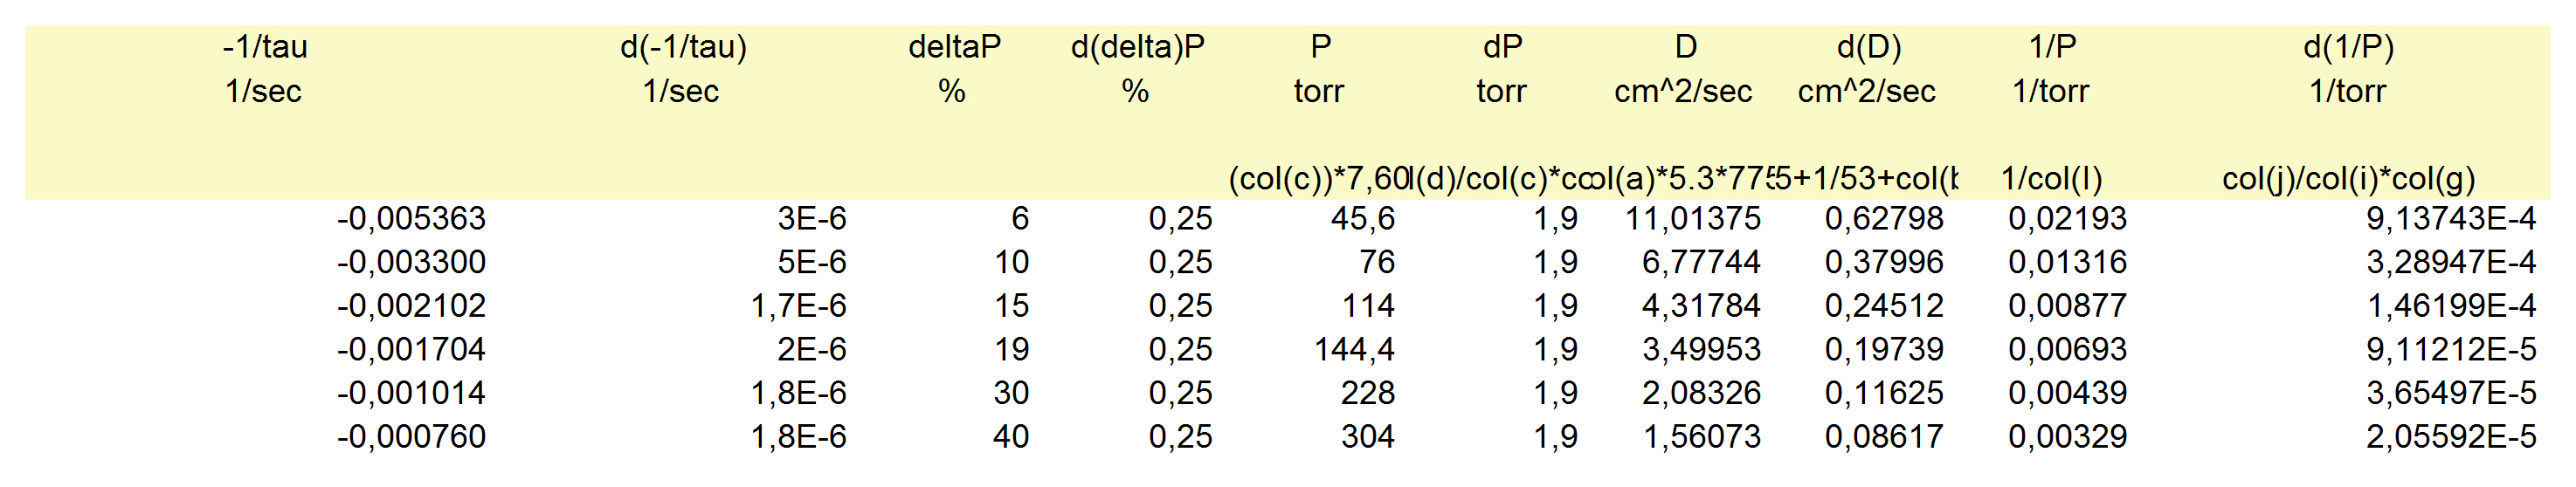 -1/tau d(-1/tau) deltaP d(delta)P P dP D d(D) 1/P d(1/P)
1/sec 1/sec % % torr torr cm^2/sec cm^2/sec 1/torr 1/torr
(col(c))*7,60 l(d)/col(c)*co ol(a)*5.3*775 5+1/53+col(b 1/col(I) col(j)/col(i)*col(g)
-0,005363 3E-6 6 0,25 45,6 1,9 11,01375 0,62798 0,02193 9,13743E-4
-0,003300 5E-6 10 0,25 76 1,9 6,77744 0,37996 0,01316 3,28947E-4
-0,002102 1,7E-6 15 0,25 114 1,9 4,31784 0,24512 0,00877 1,46199E-4
-0,001704 2E-6 19 0,25 144,4 1,9 3,49953 0,19739 0,00693 9,11212E-5
-0,001014 1,8E-6 30 0,25 228 1,9 2,08326 0,11625 0,00439 3,65497E-5
-0,000760 1,8E-6 40 0,25 304 1,9 1,56073 0,08617 0,00329 2,05592E-5